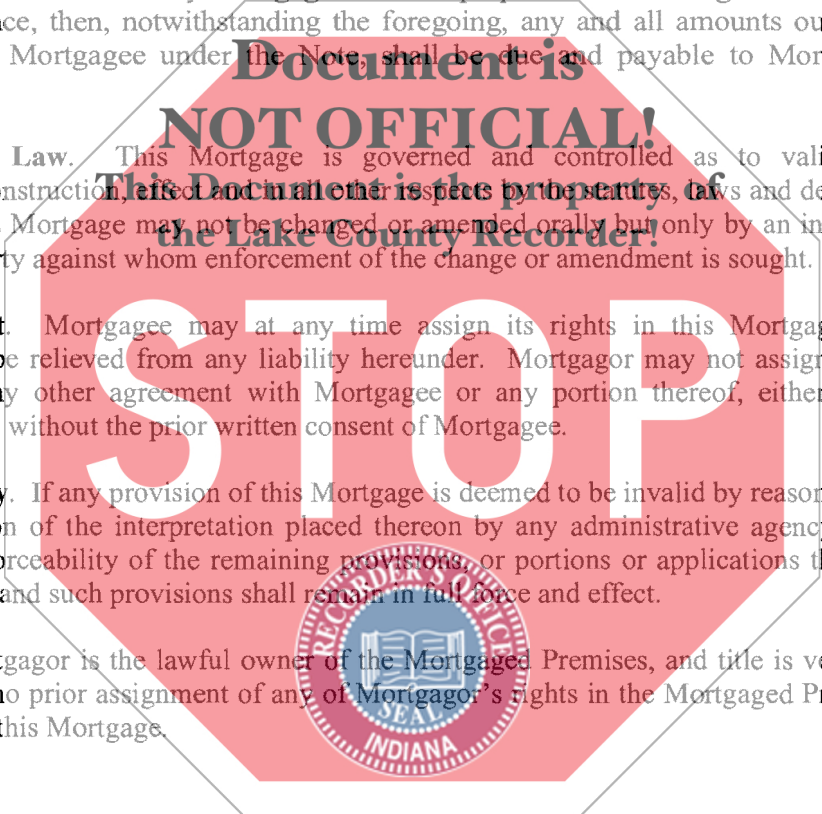 ce, then, notwithstanding the foregoing, any and all amounts ou
Mortgagee under the Note, shall be due and payable to Mor
Document is
NOT OFFICIAL!
Law. This Mortgage is governed and controlled as to vali
nstruction, effect and in all other respects by the statutes, laws and de
This Document is the property of
Mortgage may not be changed or amended orally but only by an in
the Lake County Recorder!
ty against whom enforcement of the change or amendment is sought.
STOP
t. Mortgagee may at any time assign its rights in this Mortga
be relieved from any liability hereunder. Mortgagor may not assign
y other agreement with Mortgagee or any portion thereof, either
without the prior written consent of Mortgagee.
y. If any provision of this Mortgage is deemed to be invalid by reason
n of the interpretation placed thereon by any administrative agency
orceability of the remaining provisions, or portions or applications t
and such provisions shall remain in full force and effect.
RECORDER'S OFFICE
SEAL
INDIANA
tgagor is the lawful owner of the Mortgaged Premises, and title is ve
no prior assignment of any of Mortgagor's rights in the Mortgaged P
this Mortgage.